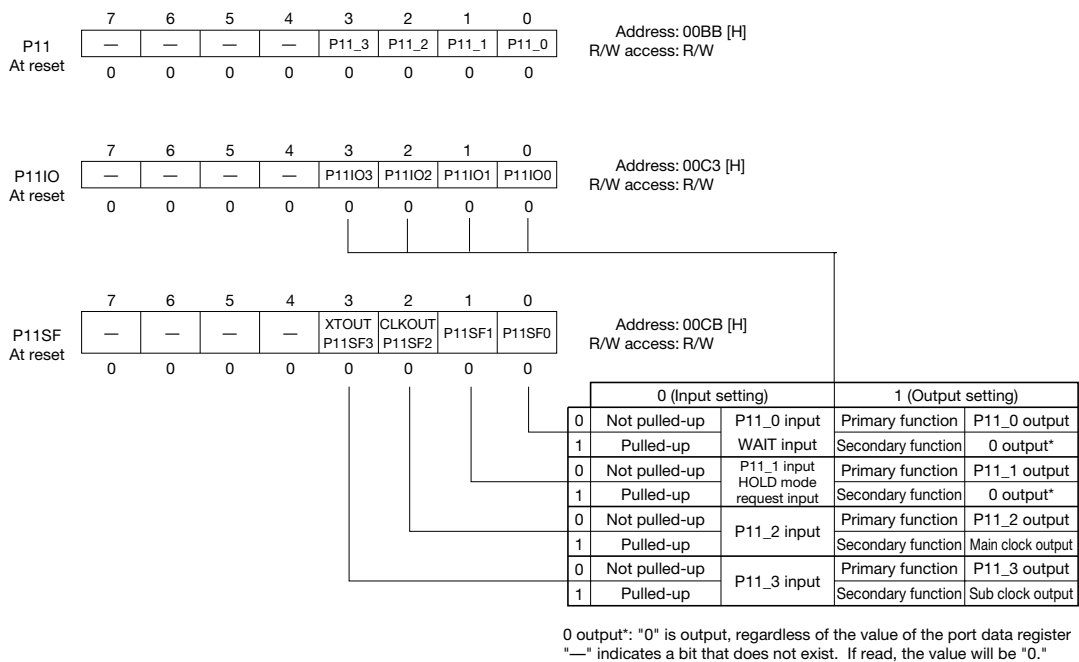 7 6 5 4 3 2 1 0
P11 — — — — P11_3 P11_2 P11_1 P11_0
At reset 0 0 0 0 0 0 0 0
Address: 00BB [H]
R/W access: R/W
7 6 5 4 3 2 1 0
P11IO — — — — P11IO3 P11IO2 P11IO1 P11IO0
At reset 0 0 0 0 0 0 0 0
Address: 00C3 [H]
R/W access: R/W
7 6 5 4 3 2 1 0
P11SF — — — — XTOUT P11SF3 CLKOUT P11SF2 P11SF1 P11SF0
At reset 0 0 0 0 0 0 0 0
Address: 00CB [H]
R/W access: R/W
0 (Input setting) 1 (Output setting)
0 Not pulled-up P11_0 input Primary function P11_0 output
1 Pulled-up WAIT input Secondary function 0 output*
0 Not pulled-up P11_1 input HOLD mode request input Primary function P11_1 output
1 Pulled-up Secondary function 0 output*
0 Not pulled-up P11_2 input Primary function P11_2 output
1 Pulled-up Secondary function Main clock output
0 Not pulled-up P11_3 input Primary function P11_3 output
1 Pulled-up Secondary function Sub clock output
0 output*: "0" is output, regardless of the value of the port data register
"—" indicates a bit that does not exist. If read, the value will be "0."